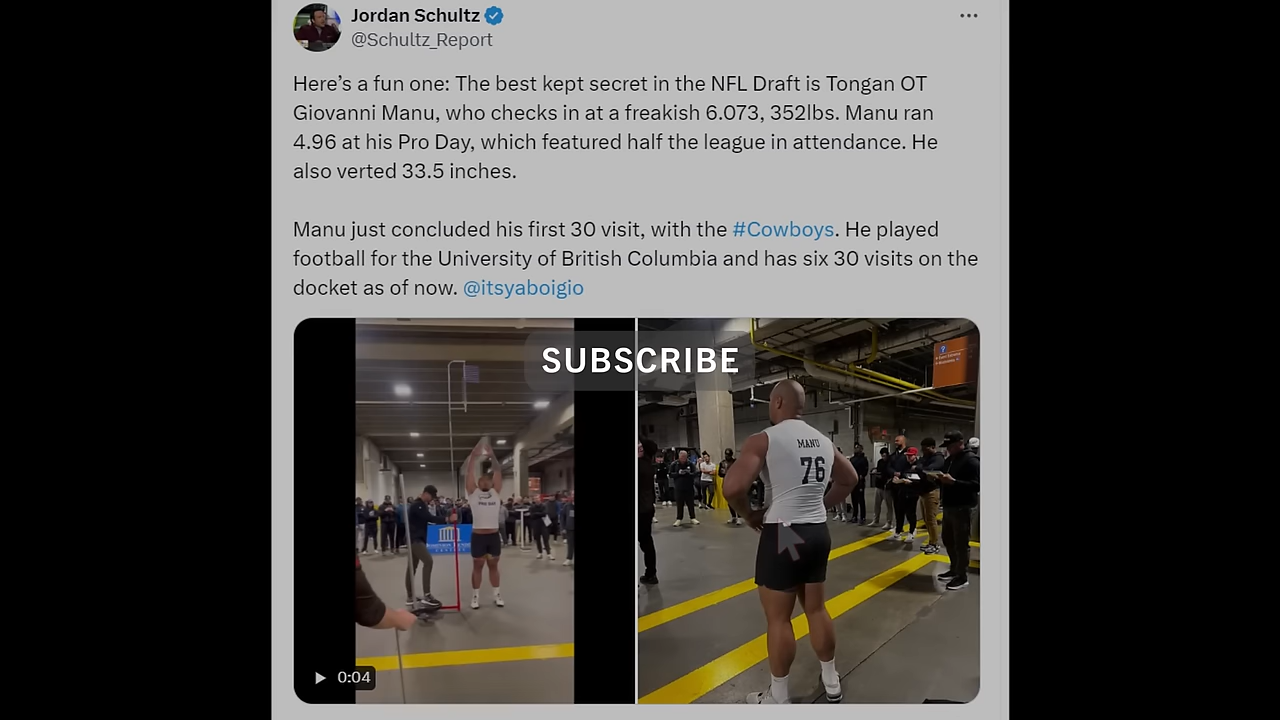 Jordan Schultz
@Schultz_Report
Here’s a fun one: The best kept secret in the NFL Draft is Tongan OT
Giovanni Manu, who checks in at a freakish 6.073, 352lbs. Manu ran
4.96 at his Pro Day, which featured half the league in attendance. He
also verted 33.5 inches.
Manu just concluded his first 30 visit, with the #Cowboys. He played
football for the University of British Columbia and has six 30 visits on the
docket as of now. @itsyaboigio
SUBSCRIBE
MANU
76
PRO DAY
0:04